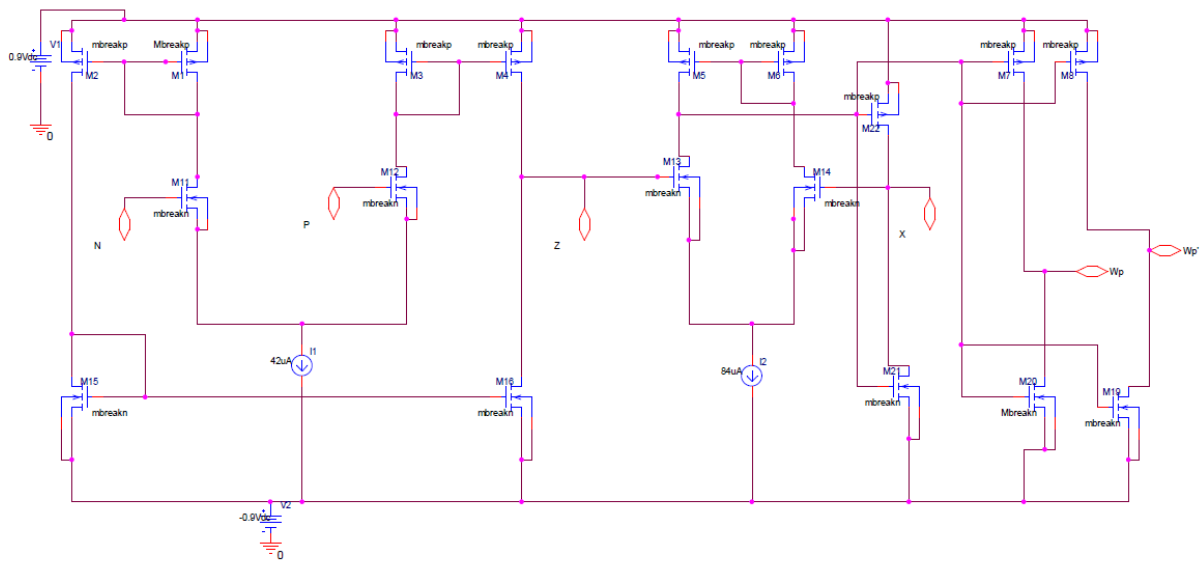 V1
0.9Vdc
0
mbreakp
M2
Mbreakp
M1
mbreakp
M3
mbreakp
M4
mbreakp
M5
mbreakp
M6
mbreakp
M22
mbreakp
M7
mbreakp
M8
M11
mbreakn
N
M12
mbreakn
P
Z
M13
mbreakn
M14
mbreakn
X
Wp
Wp'
M15
mbreakn
I1
42uA
M16
mbreakn
I2
84uA
M21
mbreakn
M20
Mbreakn
M19
mbreakn
V2
-0.9Vdc
0